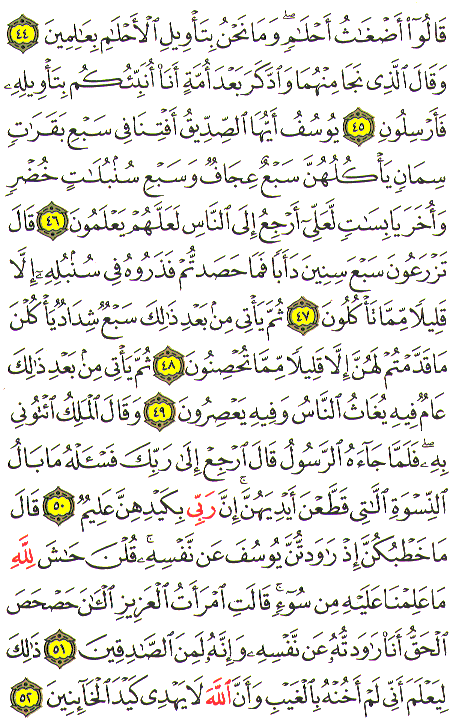 قَالُوٓا۟ أَضْغَـٰثُ أَحْلَـٰمٍ ۖ وَمَا نَحْنُ بِتَأْوِيلِ ٱلْأَحْلَـٰمِ بِعَـٰلِمِينَ ٤٤
وَقَالَ ٱلَّذِى نَجَا مِنْهُمَا وَٱدَّكَرَ بَعْدَ أُمَّةٍ أَنَا۠ أُنَبِّئُكُم بِتَأْوِيلِهِۦ
فَأَرْسِلُونِ ٤٥ يُوسُفُ أَيُّهَا ٱلصِّدِّيقُ أَفْتِنَا فِى سَبْعِ بَقَرَٰتٍ
سِمَانٍ يَأْكُلُهُنَّ سَبْعٌ عِجَافٌ وَسَبْعِ سُنۢبُلَـٰتٍ خُضْرٍ
وَأُخَرَ يَابِسَـٰتٍ لَّعَلِّىٓ أَرْجِعُ إِلَى ٱلنَّاسِ لَعَلَّهُمْ يَعْلَمُونَ ٤٦ قَالَ
تَزْرَعُونَ سَبْعَ سِنِينَ دَأَبًا فَمَا حَصَدتُّمْ فَذَرُوهُ فِى سُنۢبُلِهِۦٓ إِلَّا
قَلِيلًا مِّمَّا تَأْكُلُونَ ٤٧ ثُمَّ يَأْتِى مِنۢ بَعْدِ ذَٰلِكَ سَبْعٌ شِدَادٌ يَأْكُلْنَ
مَا قَدَّمْتُمْ لَهُنَّ إِلَّا قَلِيلًا مِّمَّا تُحْصِنُونَ ٤٨ ثُمَّ يَأْتِى مِنۢ بَعْدِ ذَٰلِكَ
عَامٌ فِيهِ يُغَاثُ ٱلنَّاسُ وَفِيهِ يَعْصِرُونَ ٤٩ وَقَالَ ٱلْمَلِكُ ٱئْتُونِى
بِهِۦ ۖ فَلَمَّا جَآءَهُ ٱلرَّسُولُ قَالَ ٱرْجِعْ إِلَىٰ رَبِّكَ فَسْـَٔلْهُ مَا بَالُ
ٱلنِّسْوَةِ ٱلَّـٰتِى قَطَّعْنَ أَيْدِيَهُنَّ ۚ إِنَّ رَبِّى بِكَيْدِهِنَّ عَلِيمٌ ٥٠ قَالَ
مَا خَطْبُكُنَّ إِذْ رَٰوَدتُّنَّ يُوسُفَ عَن نَّفْسِهِۦ ۚ قُلْنَ حَـٰشَ لِلَّهِ
مَا عَلِمْنَا عَلَيْهِ مِن سُوٓءٍ ۚ قَالَتِ ٱمْرَأَتُ ٱلْعَزِيزِ ٱلْـَٔـٰنَ حَصْحَصَ
ٱلْحَقُّ أَنَا۠ رَٰوَدتُّهُۥ عَن نَّفْسِهِۦ وَإِنَّهُۥ لَمِنَ ٱلصَّـٰدِقِينَ ٥١ ذَٰلِكَ
لِيَعْلَمَ أَنِّى لَمْ أَخُنْهُ بِٱلْغَيْبِ وَأَنَّ ٱللَّهَ لَا يَهْدِى كَيْدَ ٱلْخَآئِنِينَ ٥٢